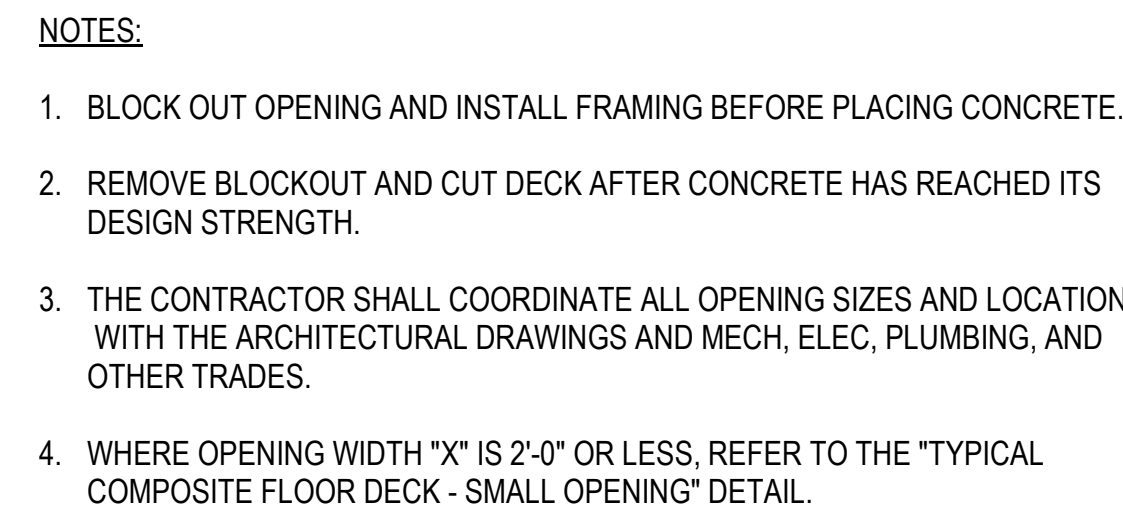 NOTES:
1. BLOCK OUT OPENING AND INSTALL FRAMING BEFORE PLACING CONCRETE.
2. REMOVE BLOCKOUT AND CUT DECK AFTER CONCRETE HAS REACHED ITS
DESIGN STRENGTH.
3. THE CONTRACTOR SHALL COORDINATE ALL OPENING SIZES AND LOCATION
WITH THE ARCHITECTURAL DRAWINGS AND MECH, ELEC, PLUMBING, AND
OTHER TRADES.
4. WHERE OPENING WIDTH "X" IS 2'-0" OR LESS, REFER TO THE "TYPICAL
COMPOSITE FLOOR DECK - SMALL OPENING" DETAIL.